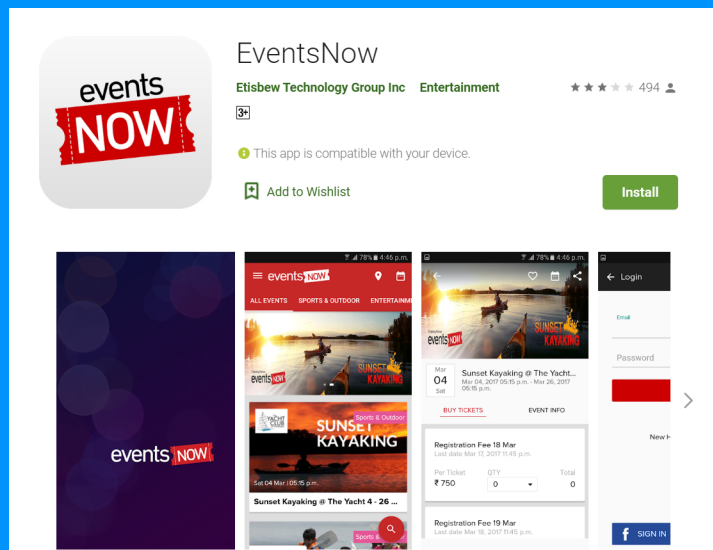 EventsNow
Etisbew Technology Group Inc Entertainment
494
3+
This app is compatible with your device.
Add to Wishlist
Install
events
NOW
78% 4:46 p.m.
events NOW
ALL EVENTS SPORTS & OUTDOOR ENTERTAINM
events NOW
SUNSET
KAYAKING
YACHT
CLUB
Sports & Outdoor
SUNSET
KAYAKING
Sat 04 Mar | 05:15 p.m.
Sunset Kayaking @ The Yacht 4 - 26 ...
Sports &
events NOW
78% 4:46 p.m.
events NOW
SUNSET
KAYAKING
Mar
04
Sat
Sunset Kayaking @ The Yacht...
Mar 04, 2017 05:15 p.m. - Mar 26, 2017
05:15 p.m.
BUY TICKETS EVENT INFO
Registration Fee 18 Mar
Last date Mar 17, 2017 11:45 p.m.
Per Ticket QTY Total
₹ 750 0 0
Registration Fee 19 Mar
Last date Mar 18, 2017 11:45 p.m.
Login
Email
Password
New H
f SIGN IN